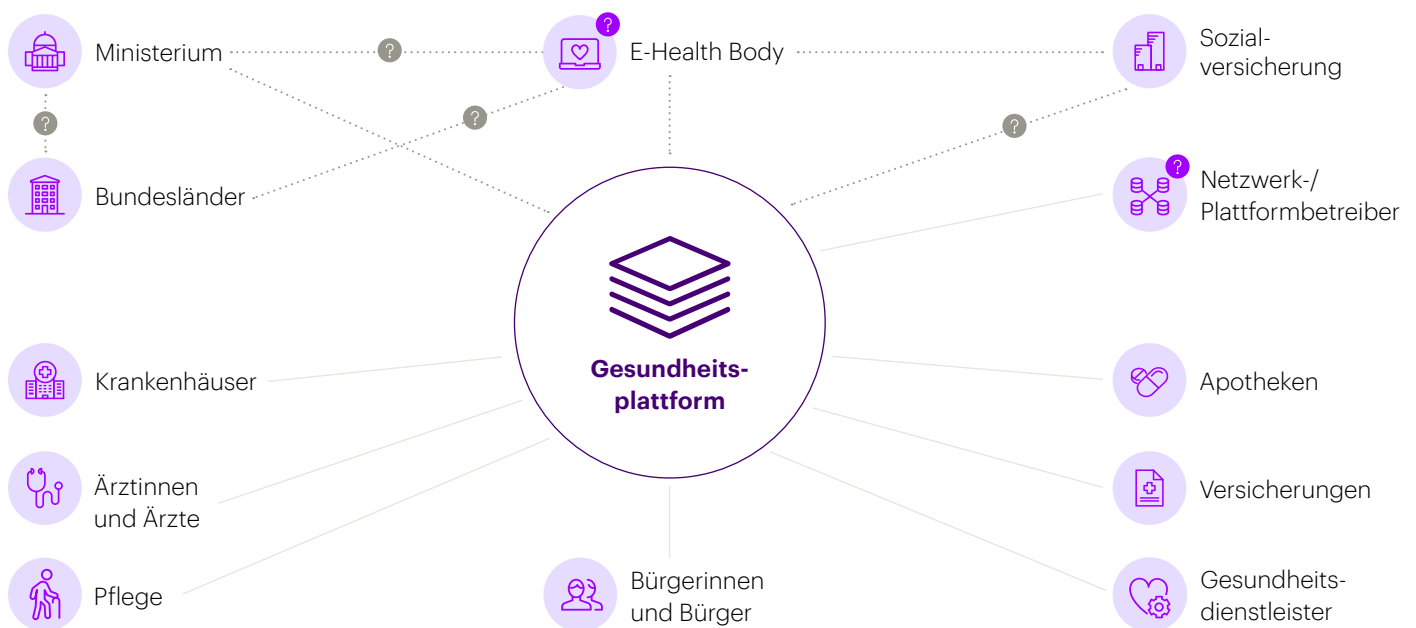 ?
Ministerium
?
E-Health Body
Sozial-
versicherung
?
?
?
Bundesländer
?
Netzwerk-/
Plattformbetreiber
Gesundheits-
plattform
Krankenhäuser
Apotheken
Ärztinnen
und Ärzte
Versicherungen
Pflege
Bürgerinnen
und Bürger
Gesundheits-
dienstleister